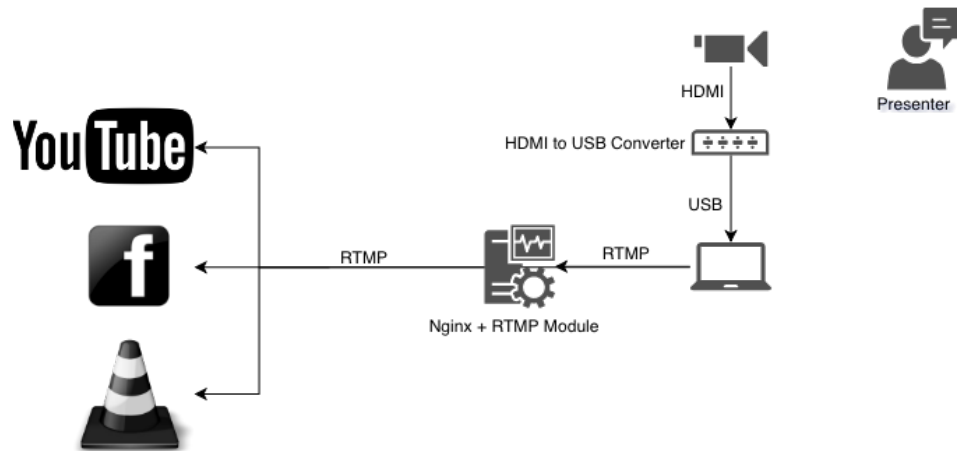 HDMI
Presenter
YouTube
HDMI to USB Converter
USB
RTMP
RTMP
Nginx + RTMP Module